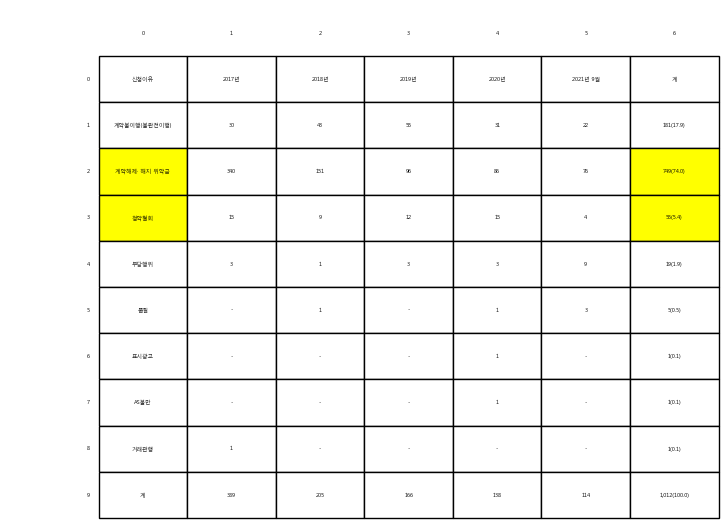 0 1 2 3 4 5 6
0 신청이유 2017년 2018년 2019년 2020년 2021년 9월 계
1 계약불이행(불완전이행) 30 43 55 31 22 181(17.9)
2 계약해제·해지 위약금 340 151 96 86 76 749(74.0)
3 청약철회 15 9 12 15 4 55(5.4)
4 부당행위 3 1 3 3 9 19(1.9)
5 품질 - 1 - 1 3 5(0.5)
6 표시광고 - - - 1 - 1(0.1)
7 AS불만 - - - 1 - 1(0.1)
8 거래관행 1 - - - - 1(0.1)
9 계 389 205 166 138 114 1,012(100.0)